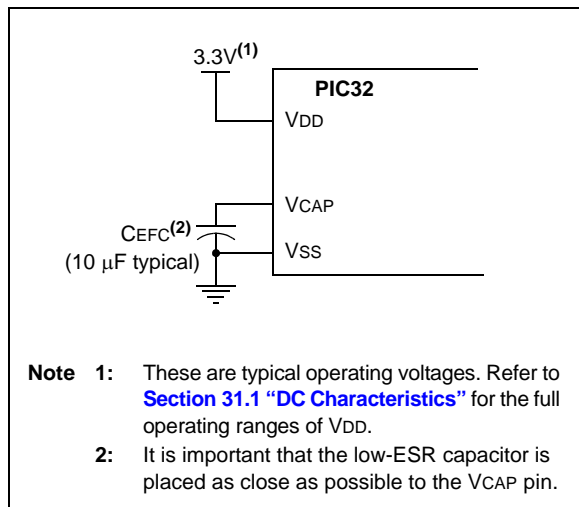 3.3V(1)
PIC32
VDD
VCAP
CEFC(2)
(10 μF typical)
VSS
Note 1: These are typical operating voltages. Refer to
Section 31.1 “DC Characteristics” for the full
operating ranges of VDD.
2: It is important that the low-ESR capacitor is
placed as close as possible to the VCAP pin.